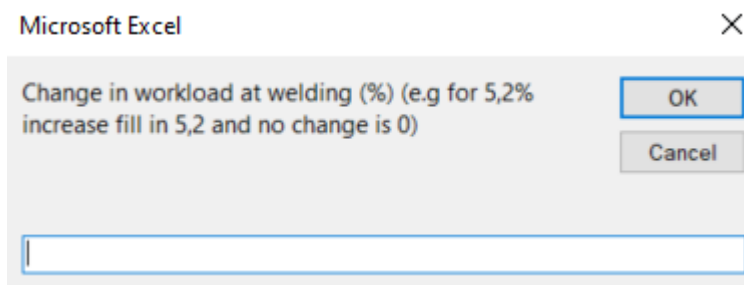 Microsoft Excel
Change in workload at welding (%) (e.g for 5,2%
increase fill in 5,2 and no change is 0)
OK
Cancel